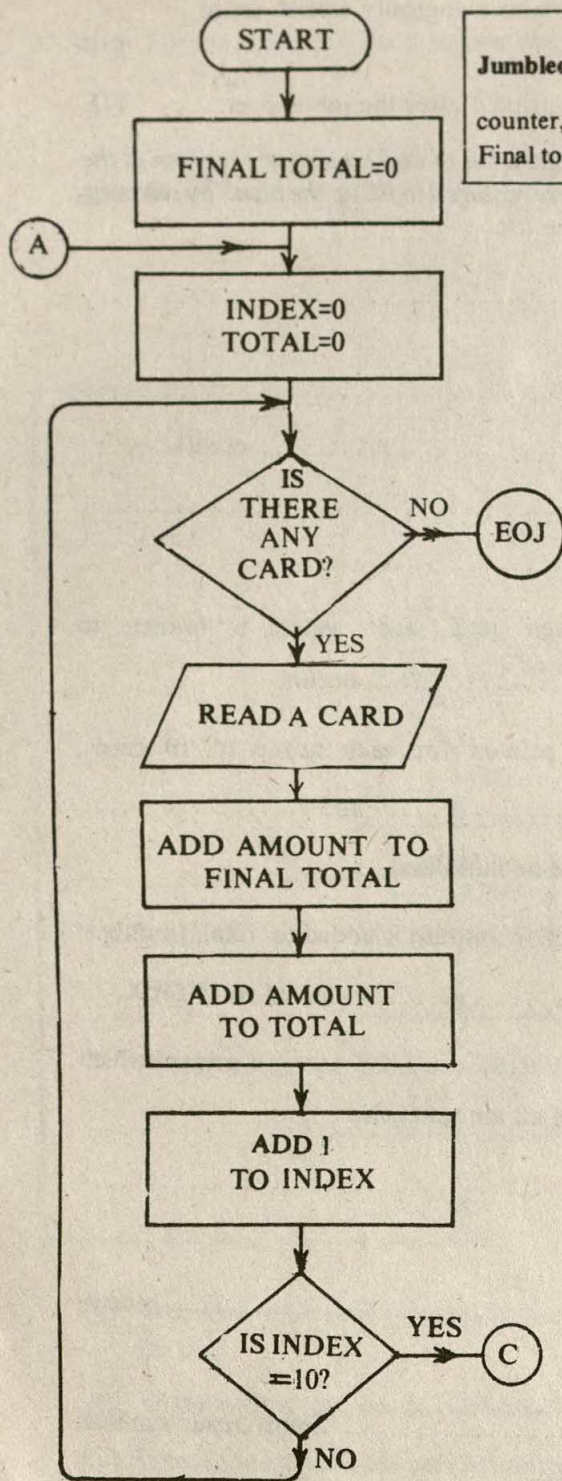 START
Jumbled
counter,
Final to
FINAL TOTAL=0
A
INDEX=0
TOTAL=0
IS
THERE
ANY
CARD?
NO
EOJ
YES
READ A CARD
ADD AMOUNT TO
FINAL TOTAL
ADD AMOUNT
TO TOTAL
ADD 1
TO INDEX
IS INDEX
=10?
YES
C
NO